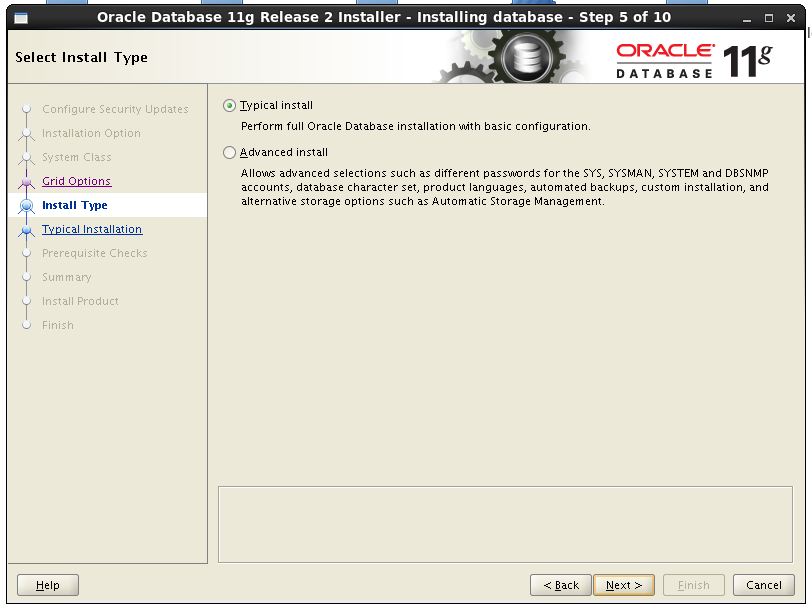 Oracle Database 11g Release 2 Installer - Installing database - Step 5 of 10
Select Install Type
ORACLE
DATABASE
11g
Configure Security Updates
Installation Option
System Class
Grid Options
Install Type
Typical Installation
Prerequisite Checks
Summary
Install Product
Finish
Typical install
Perform full Oracle Database installation with basic configuration.
Advanced install
Allows advanced selections such as different passwords for the SYS, SYSMAN, SYSTEM and DBSNMP
accounts, database character set, product languages, automated backups, custom installation, and
alternative storage options such as Automatic Storage Management.
Help
< Back
Next >
Finish
Cancel